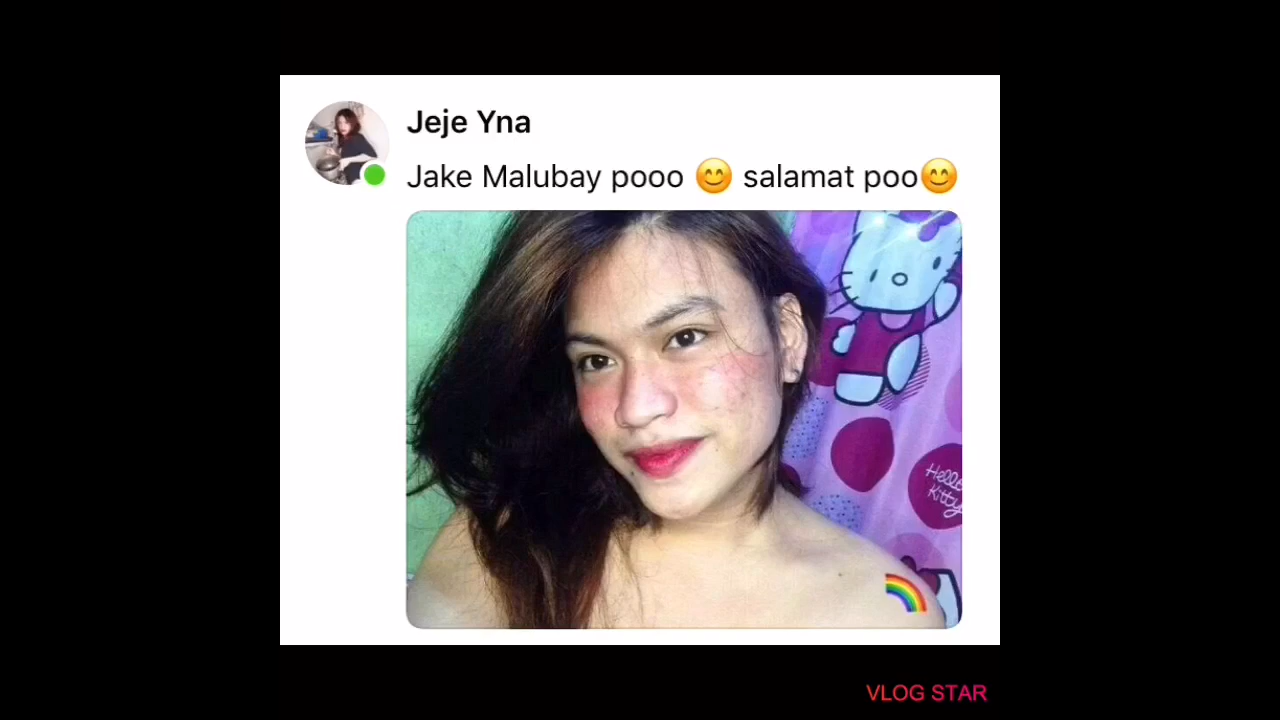 Jeje Yna
Jake Malubay pooo 😊 salamat poo😊
Hello
Kitty
VLOG STAR